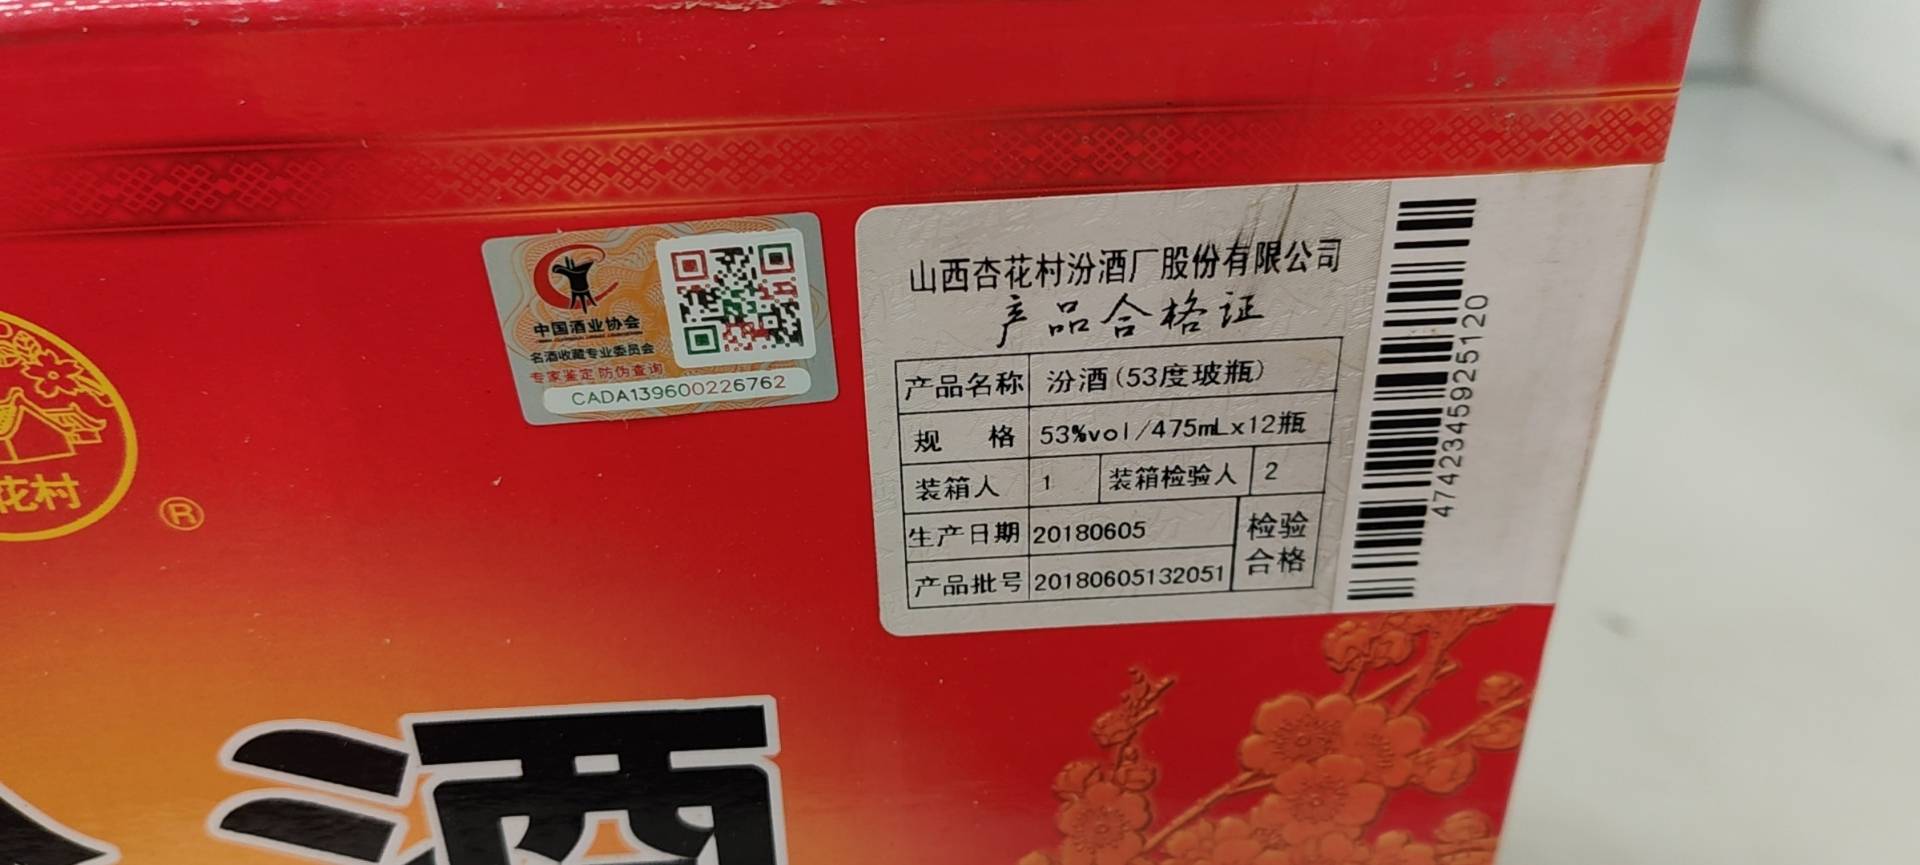 中国酒业协会
名酒收藏专业委员会
专家鉴定 防伪查询
CADA139600226762
山西杏花村汾酒厂股份有限公司
产品合格证
产品名称 汾酒(53度玻瓶)
规 格 53%vol/475mLx12瓶
装箱人 1 装箱检验人 2
生产日期 20180605
产品批号 20180605132051
检验
合格
4742345925120
花村
®
酒